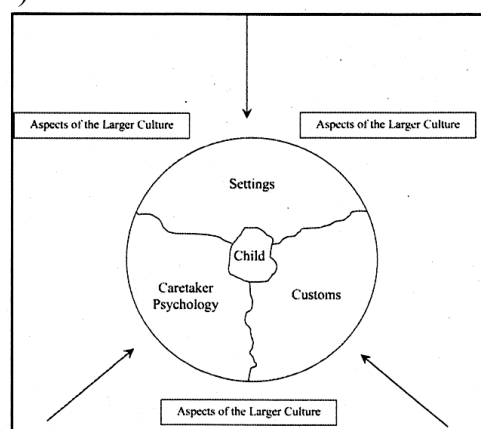 )
Aspects of the Larger Culture
Aspects of the Larger Culture
Settings
Child
Caretaker
Psychology
Customs
Aspects of the Larger Culture